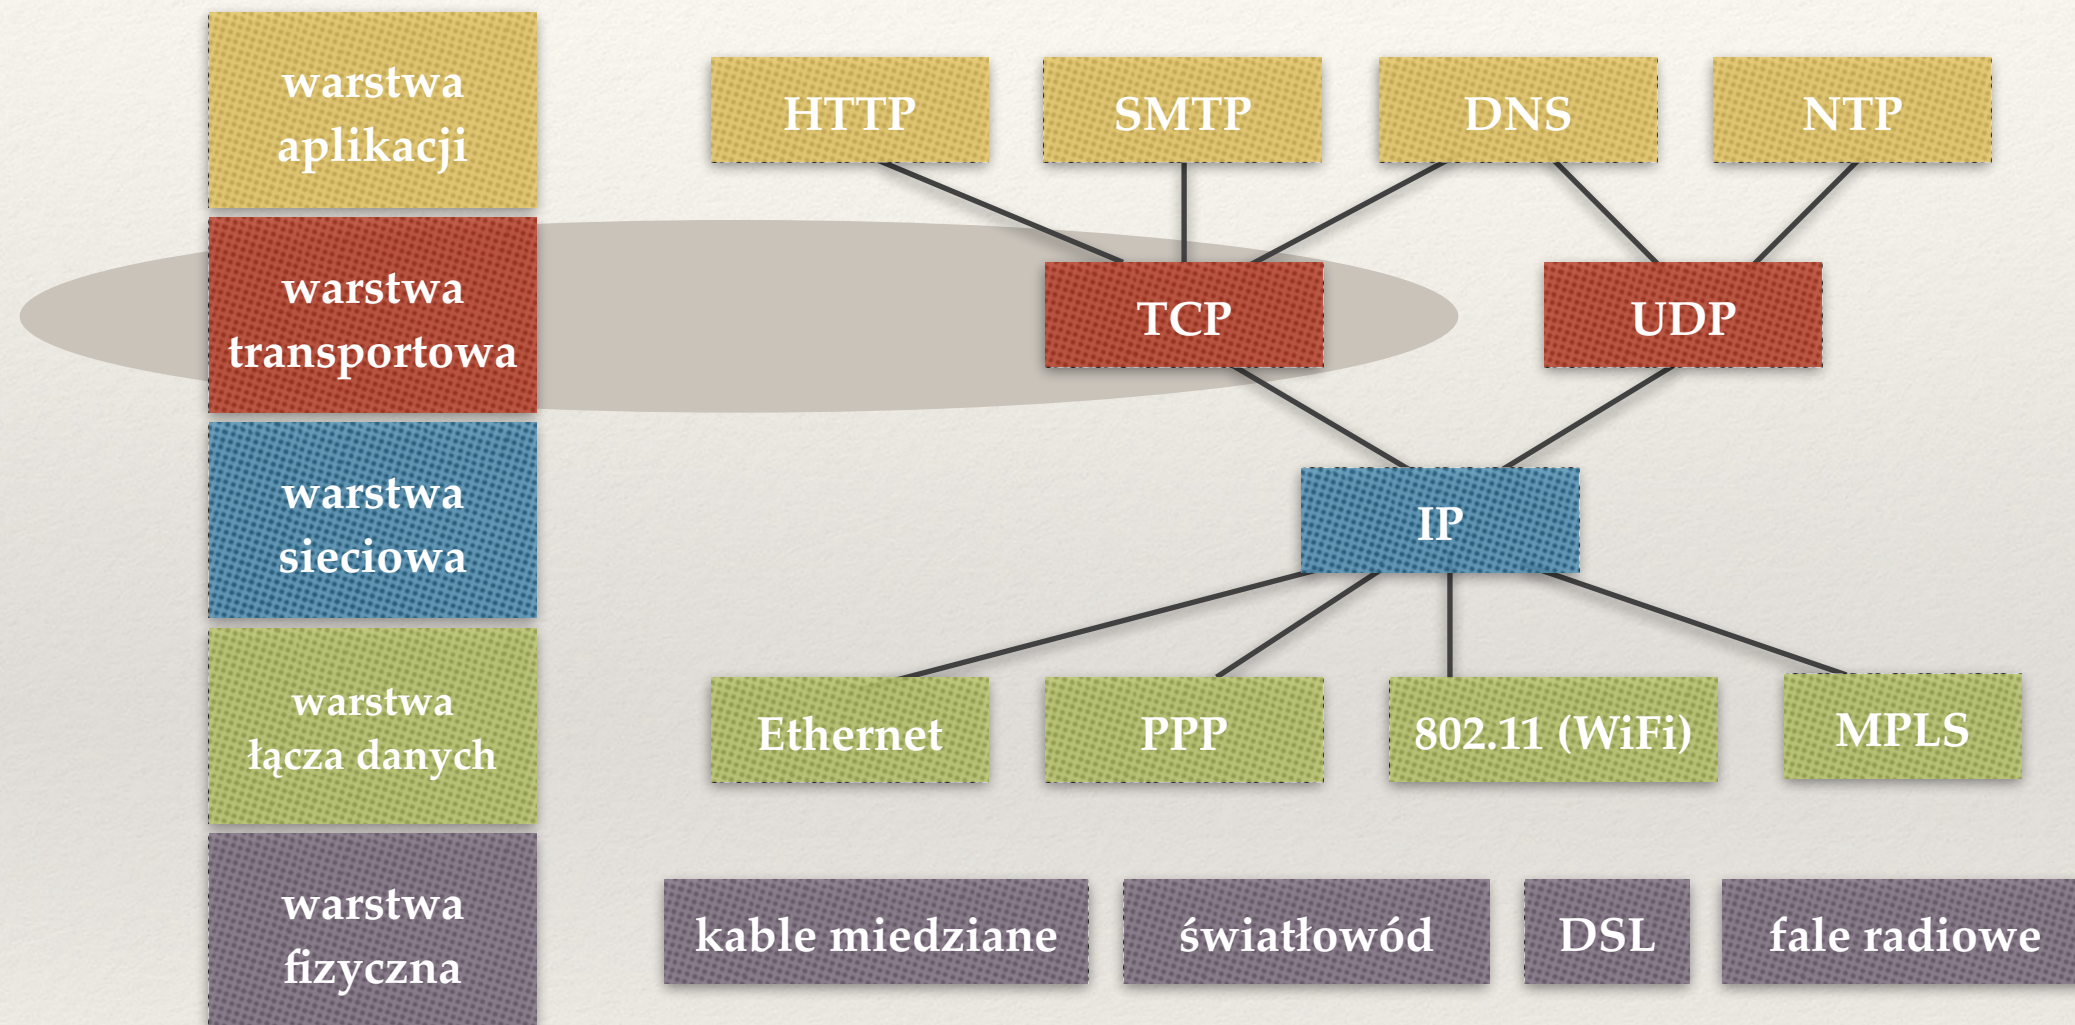 warstwa
aplikacji
HTTP
SMTP
DNS
NTP
warstwa
transportowa
TCP
UDP
warstwa
sieciowa
IP
warstwa
łącza danych
Ethernet
PPP
802.11 (WiFi)
MPLS
warstwa
fizyczna
kable miedziane
światłowód
DSL
fale radiowe